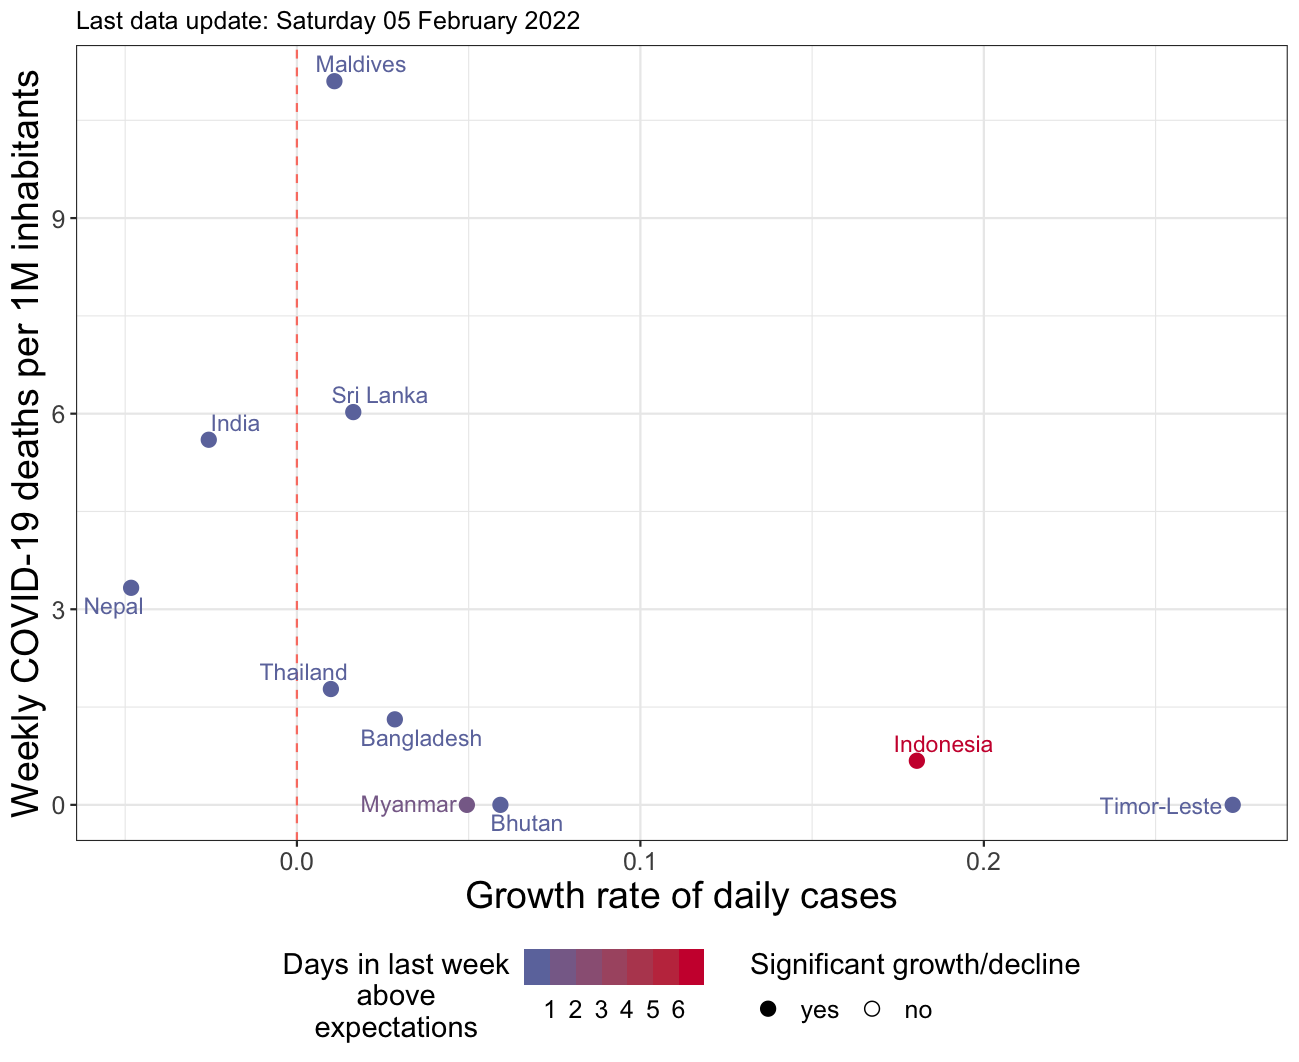 Last data update: Saturday 05 February 2022
Weekly COVID-19 deaths per 1M inhabitants
Maldives
9
Sri Lanka
6
India
3
Nepal
Thailand
Bangladesh
Indonesia
0
Myanmar
Timor-Leste
Bhutan
0.0 0.1 0.2
Growth rate of daily cases
Days in last week
above
expectations
1 2 3 4 5 6
Significant growth/decline
yes no